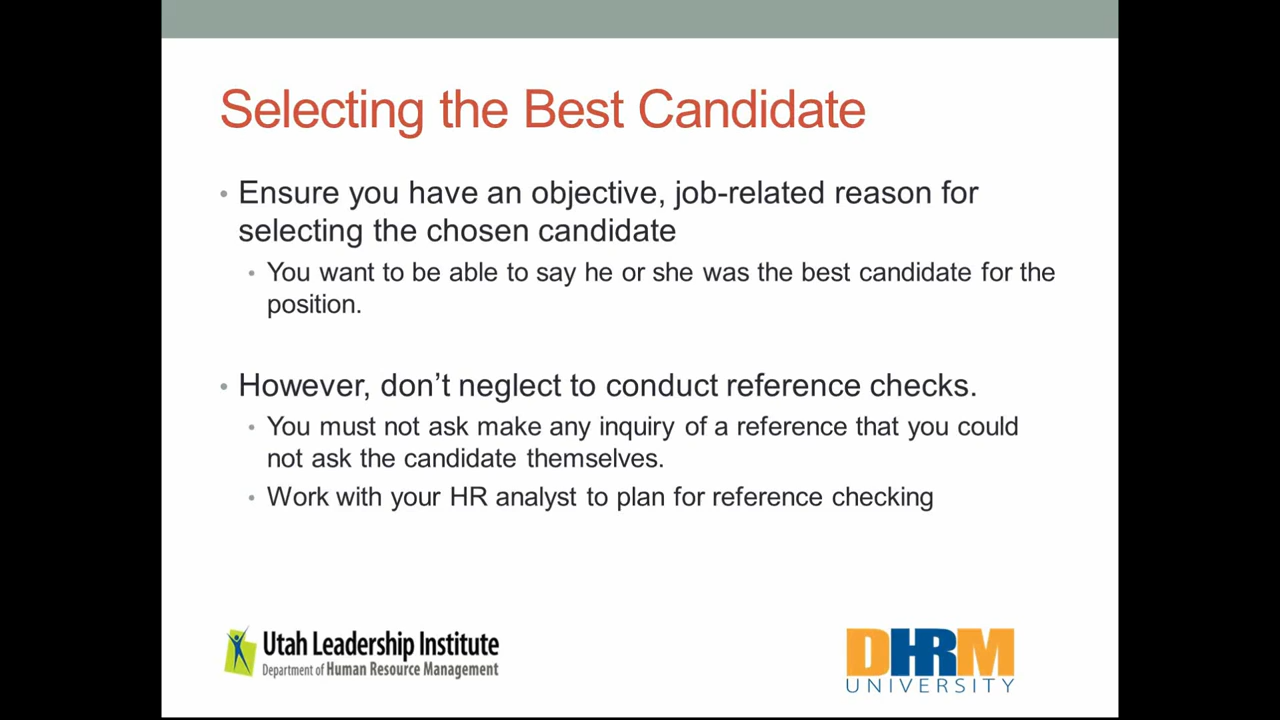 Selecting the Best Candidate
• Ensure you have an objective, job-related reason for
selecting the chosen candidate
• You want to be able to say he or she was the best candidate for the
position.
• However, don’t neglect to conduct reference checks.
• You must not ask make any inquiry of a reference that you could
not ask the candidate themselves.
• Work with your HR analyst to plan for reference checking
Utah Leadership Institute
Department of Human Resource Management
DHRM
UNIVERSITY